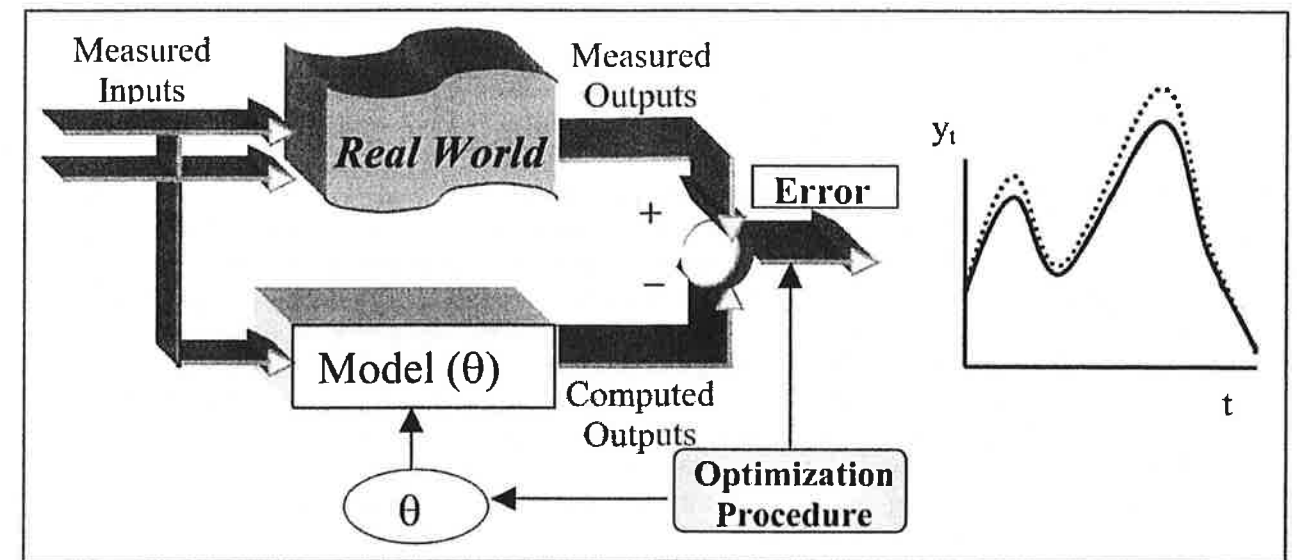 Measured
Inputs
Real World
Measured
Outputs
+
−
Error
Model (θ)
Computed
Outputs
θ
Optimization
Procedure
yt
t